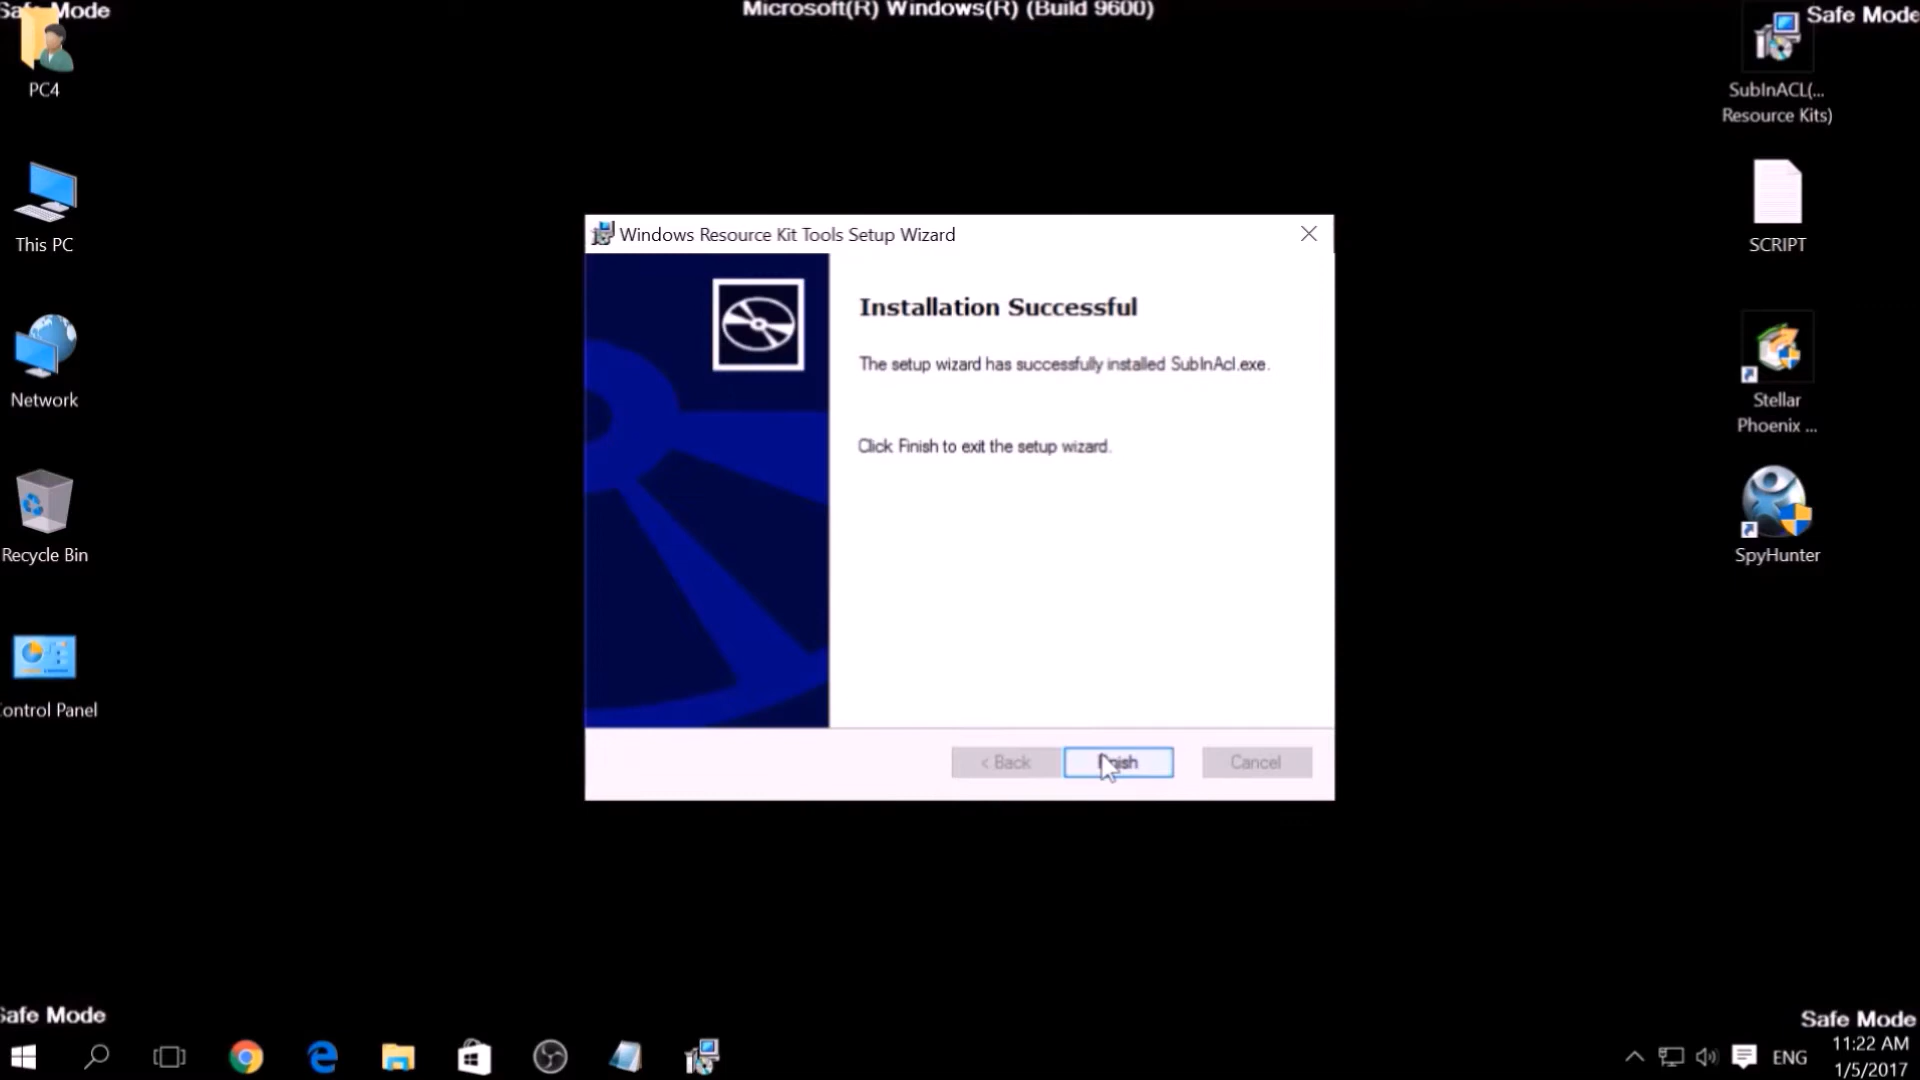 Safe Mode
Microsoft(R) Windows(R) (Build 9600)
Safe Mode
PC4
This PC
Network
Recycle Bin
ontrol Panel
SubInACL(...
Resource Kits)
SCRIPT
Stellar
Phoenix ...
SpyHunter
Windows Resource Kit Tools Setup Wizard
Installation Successful
The setup wizard has successfully installed SubInAcl.exe.
Click Finish to exit the setup wizard.
< Back
Finish
Cancel
Safe Mode
Safe Mode
ENG
11:22 AM
1/5/2017